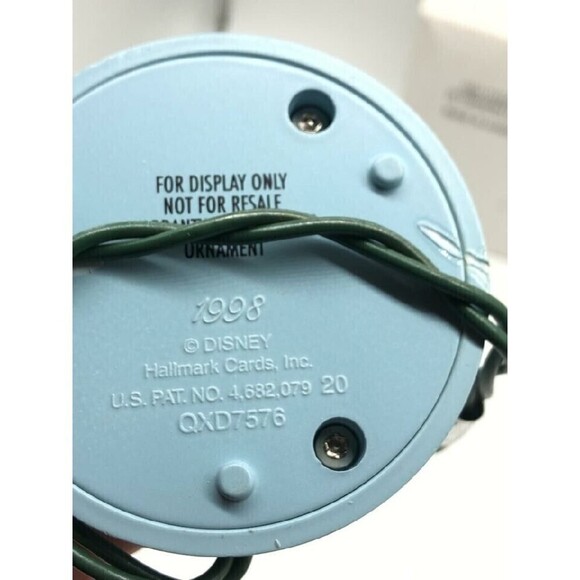 FOR DISPLAY ONLY
NOT FOR RESALE
ORNAMENT
1998
© DISNEY
Hallmark Cards, Inc.
U.S. PAT. NO. 4,682,079 20
QXD7576